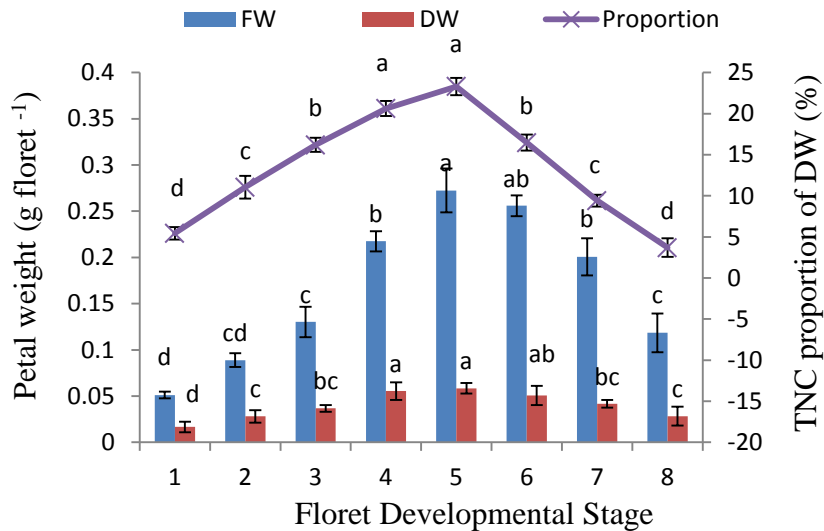 FW DW Proportion
Petal weight (g floret -1)
0.4
0.35
0.3
0.25
0.2
0.15
0.1
0.05
0
d c b a a b c d
d cd c b a ab b c
d c bc a a ab bc c
25
20
15
10
5
0
-5
-10
-15
-20
TNC proportion of DW (%)
1 2 3 4 5 6 7 8
Floret Developmental Stage